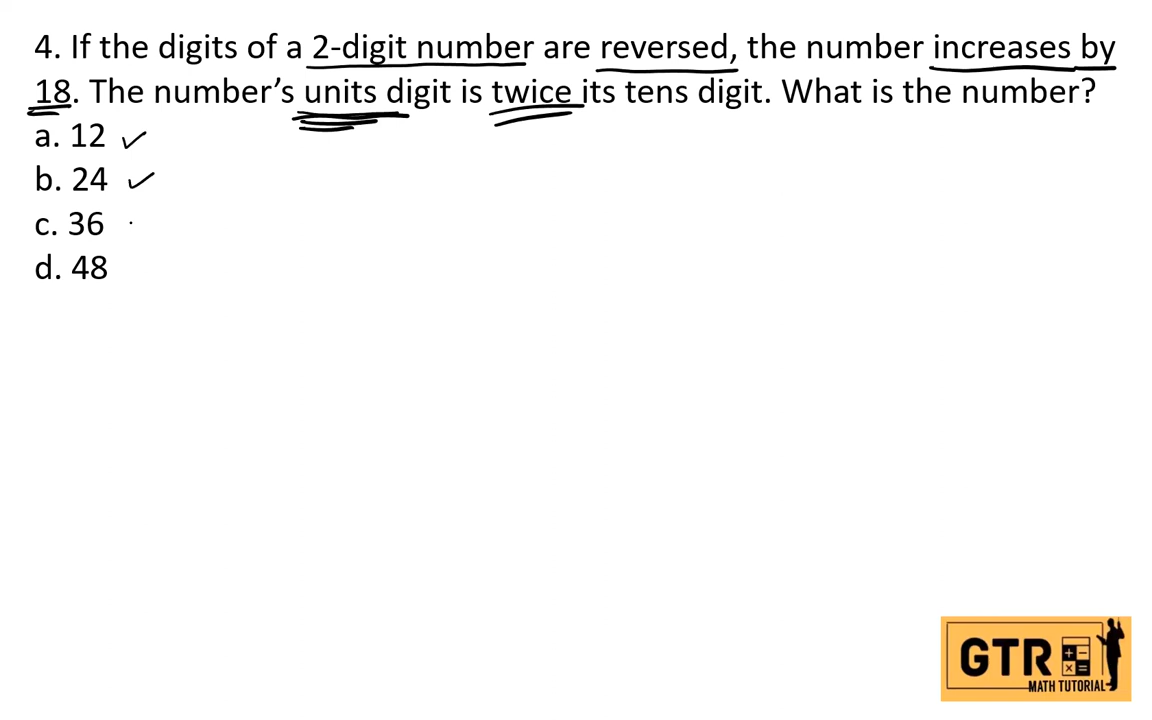 4. If the digits of a 2-digit number are reversed, the number increases by
18. The number’s units digit is twice its tens digit. What is the number?
a. 12 ✓
b. 24 ✓
c. 36
d. 48
GTR
+ −
× =
MATH TUTORIAL